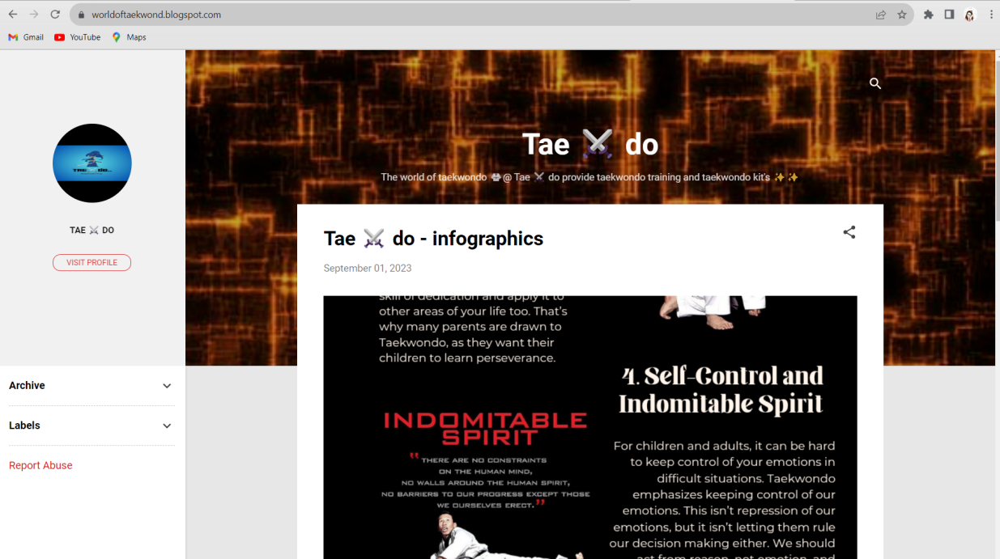 worldoftaekwond.blogspot.com
Gmail YouTube Maps
TAE ⚔ DO
VISIT PROFILE
Archive
Labels
Report Abuse
Tae ⚔ do
The world of taekwondo 🥋@ Tae ⚔ do provide taekwondo training and taekwondo kit's ✨✨
Tae ⚔ do - infographics
September 01, 2023
skill of dedication and apply it to
other areas of your life too. That's
why many parents are drawn to
Taekwondo, as they want their
children to learn perseverance.
INDOMITABLE
SPIRIT
"THERE ARE NO CONSTRAINTS
ON THE HUMAN MIND,
NO WALLS AROUND THE HUMAN SPIRIT,
NO BARRIERS TO OUR PROGRESS EXCEPT THOSE
WE OURSELVES ERECT."
4. Self-Control and
Indomitable Spirit
For children and adults, it can be hard
to keep control of your emotions in
difficult situations. Taekwondo
emphasizes keeping control of our
emotions. This isn't repression of our
emotions, but it isn't letting them rule
our decision making either. We should
act from reason, not emotion, and